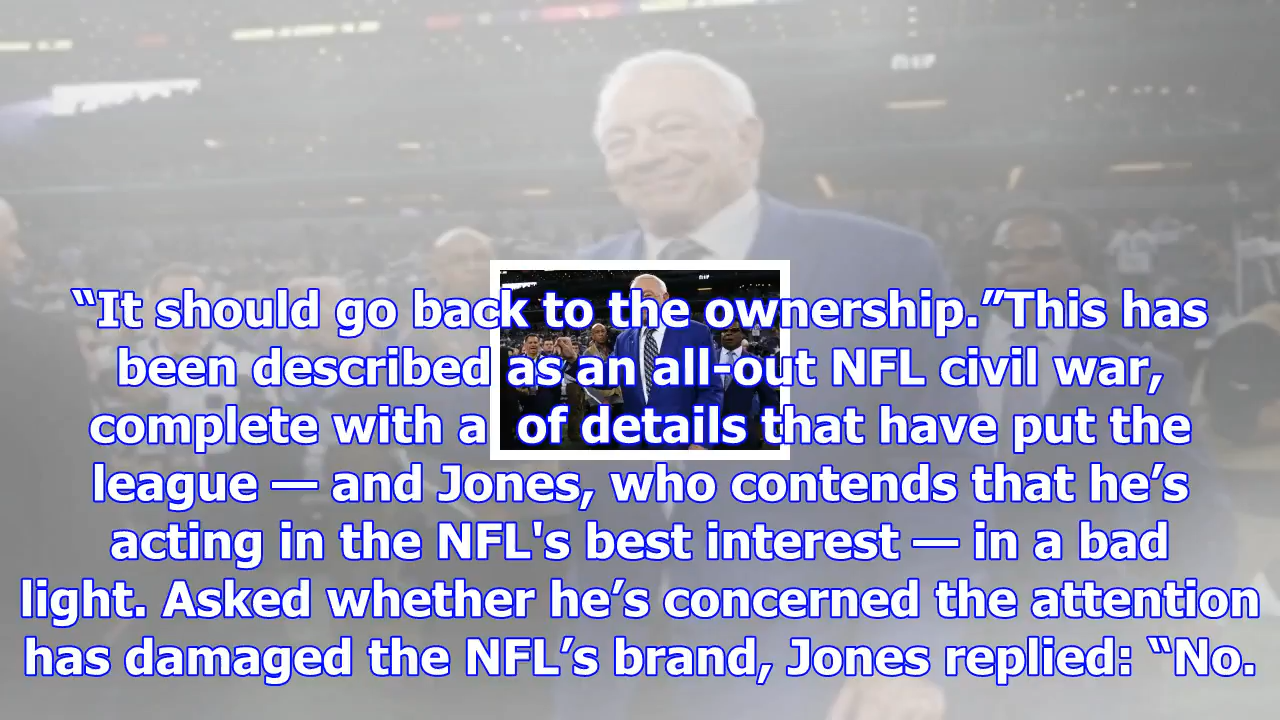 “It should go back to the ownership.”This has
been described as an all-out NFL civil war,
complete with a  of details that have put the
league — and Jones, who contends that he’s
acting in the NFL's best interest — in a bad
light. Asked whether he’s concerned the attention
has damaged the NFL’s brand, Jones replied: “No.